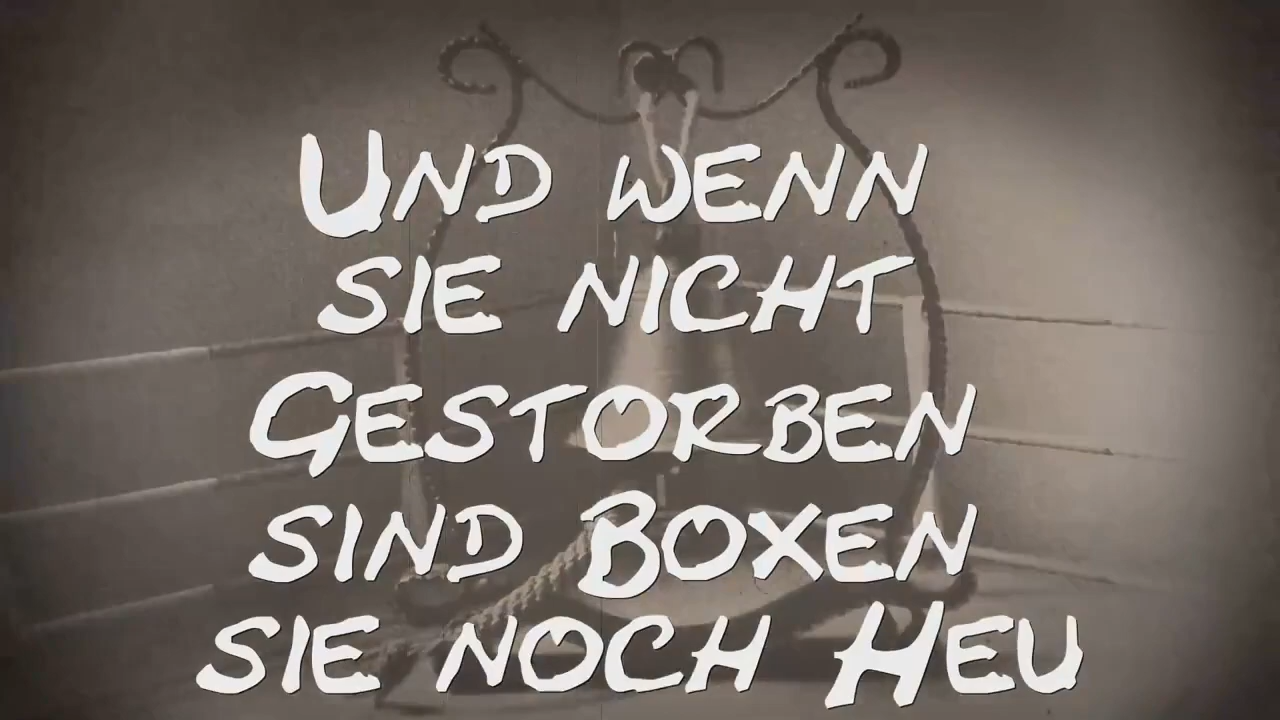 Und wenn
sie nicht
Gestorben
sind Boxen
sie noch Heu